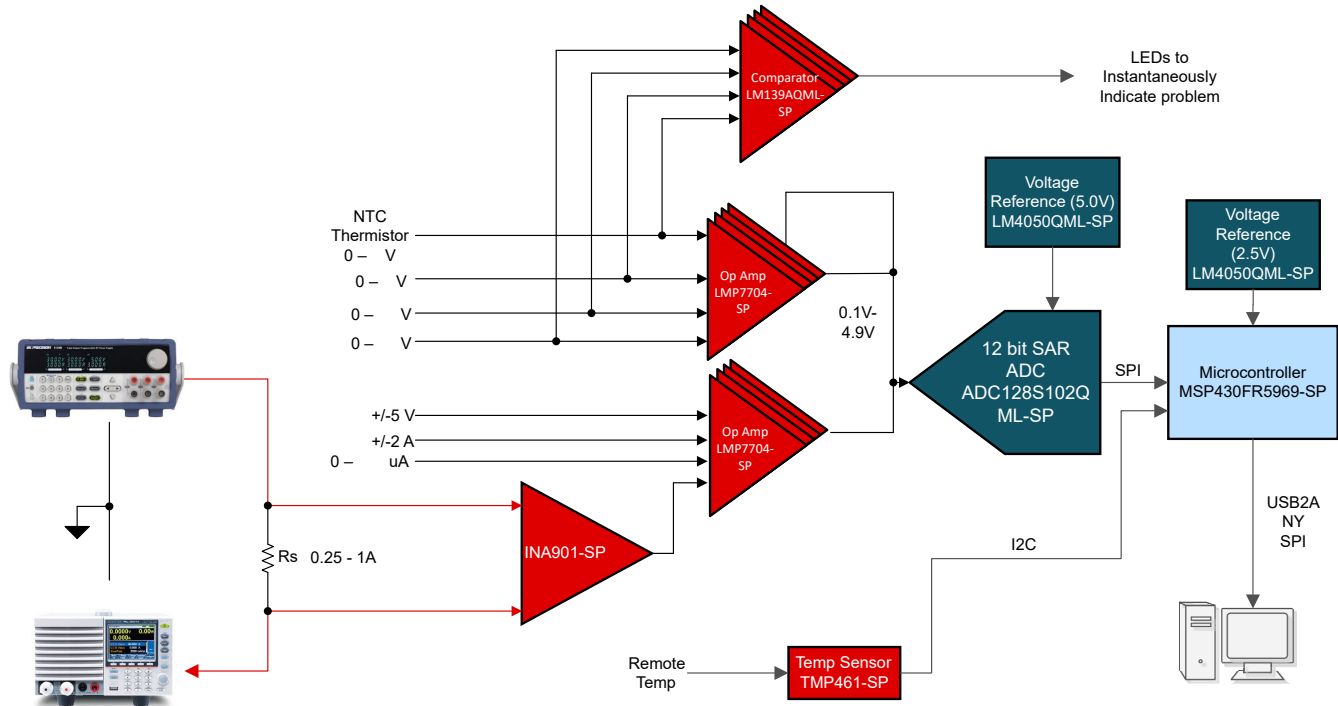 Comparator
LM139AQML-
SP
LEDs to
Instantaneously
Indicate problem
Voltage
Reference (5.0V)
LM4050QML-SP
Voltage
Reference
(2.5V)
LM4050QML-SP
NTC
Thermistor
0 – V
0 – V
0 – V
0 – V
Op Amp
LMP7704-
SP
0.1V-
4.9V
12 bit SAR
ADC
ADC128S102Q
ML-SP
SPI
Microcontroller
MSP430FR5969-SP
+/-5 V
+/-2 A
0 – uA
Op Amp
LMP7704-
SP
INA901-SP
Rs 0.25 - 1A
I2C
USB2A
NY
SPI
Remote
Temp
Temp Sensor
TMP461-SP